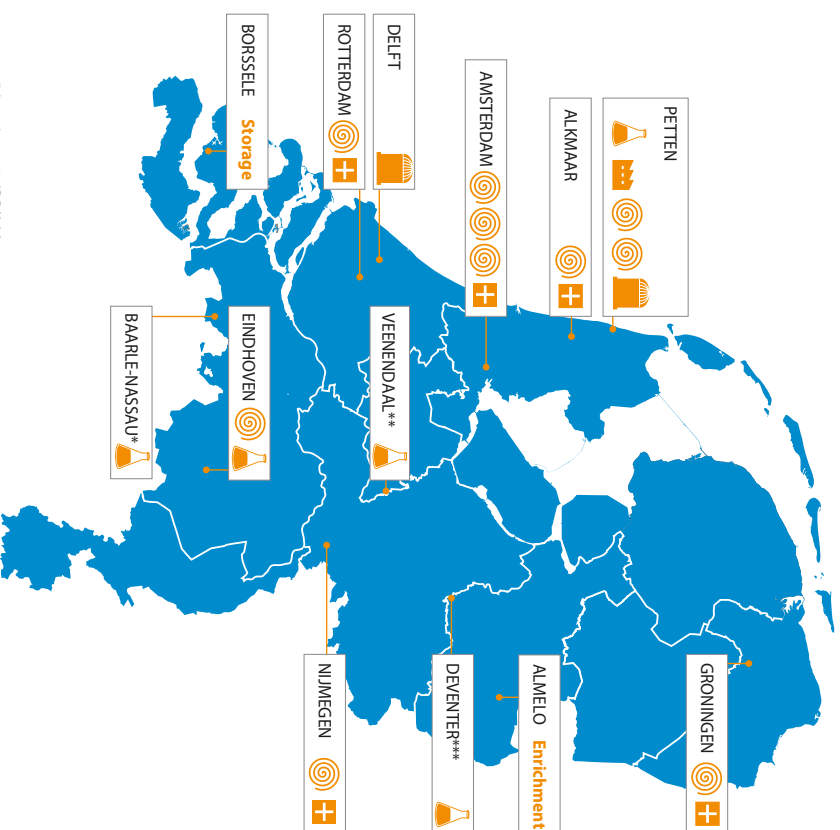 PETTEN
ALKMAAR
AMSTERDAM
DELFT
ROTTERDAM
BORSSELE Storage
VEENENDAAL**
EINDHOVEN
BAARLE-NASSAU*
GRONINGEN
ALMELO Enrichment
DEVENTER***
NIJMEGEN